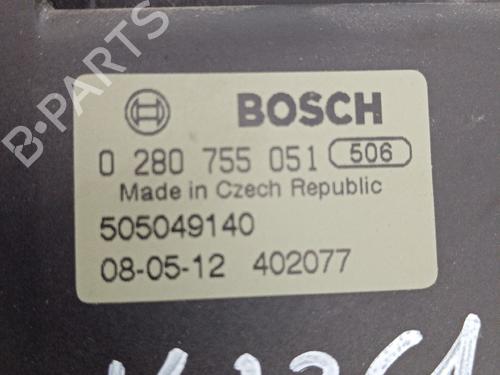 B-PARTS
BOSCH
0 280 755 051 506
Made in Czech Republic
505049140
08-05-12 402077